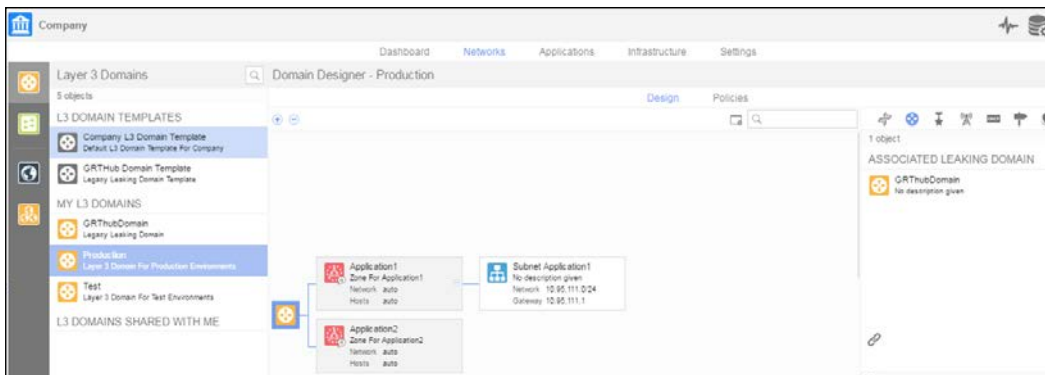 Company
Dashboard Networks Applications Infrastructure Settings
Layer 3 Domains
Domain Designer - Production
5 objects
Design Policies
L3 DOMAIN TEMPLATES
Company L3 Domain Template
Default L3 Domain Template For Company
GRTHub Domain Template
Legacy Leaking Domain Template
MY L3 DOMAINS
GRThubDomain
Legacy Leaking Domain
Production
Layer 3 Domain For Production Environments
Test
Layer 3 Domain For Test Environments
L3 DOMAINS SHARED WITH ME
Application1
Zone For Application1
Network auto
Hosts auto
Subnet Application1
No description given
Network 10.95.111.0/24
Gateway 10.95.111.1
Application2
Zone For Application2
Network auto
Hosts auto
1 object
ASSOCIATED LEAKING DOMAIN
GRThubDomain
No description given